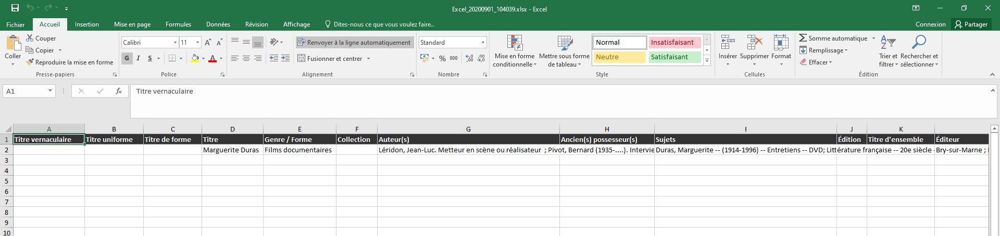 Excel_20200901_104039.xlsx - Excel
Fichier Accueil Insertion Mise en page Formules Données Révision Affichage Dites-nous ce que vous voulez faire.. Connexion Partager
Coller
Couper
Copier
Reproduire la mise en forme
Presse-papiers
Calibri 11
G I S
A A
Police
Renvoyer à la ligne automatiquement
Fusionner et centrer
Alignement
Standard
% 000
Nombre
Mise en forme conditionnelle
Mettre sous forme de tableau
Normal Insatisfaisant
Neutre Satisfaisant
Style
Insérer Supprimer Format
Cellules
Somme automatique
Remplissage
Effacer
Trier et filtrer
Rechercher et sélectionner
Édition
A1 fx Titre vernaculaire
A B C D E F G H I J K
1 Titre vernaculaire Titre uniforme Titre de forme Titre Genre / Forme Collection Auteur(s) Ancien(s) possesseur(s) Sujets Édition Titre d'ensemble Éditeur
2 Marguerite Duras Films documentaires Léridon, Jean-Luc. Metteur en scène ou réalisateur ; Pivot, Bernard (1935-....). Intervie Duras, Marguerite -- (1914-1996) -- Entretiens -- DVD; Littérature française -- 20e siècle - Bry-sur-Marne ;
3
4
5
6
7
8
9
10